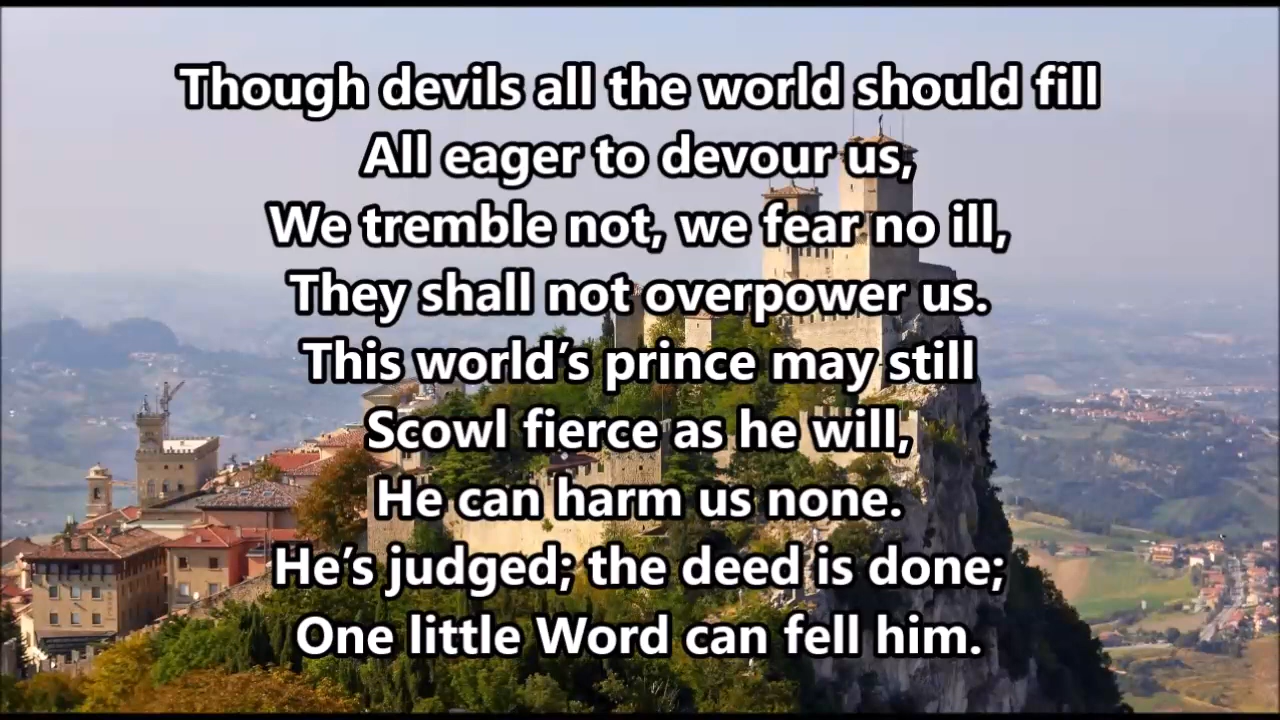 Though devils all the world should fill
All eager to devour us,
We tremble not, we fear no ill,
They shall not overpower us.
This world’s prince may still
Scowl fierce as he will,
He can harm us none.
He’s judged; the deed is done;
One little Word can fell him.